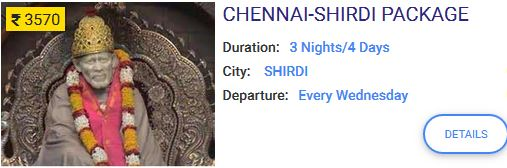 ₹ 3570
CHENNAI-SHIRDI PACKAGE
Duration: 3 Nights/4 Days
City: SHIRDI
Departure: Every Wednesday
DETAILS